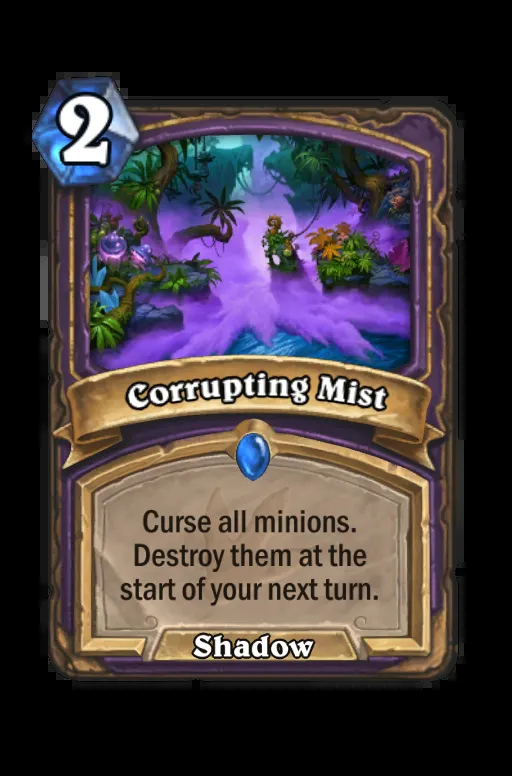 2
Corrupting Mist
Curse all minions.
Destroy them at the
start of your next turn.
Shadow